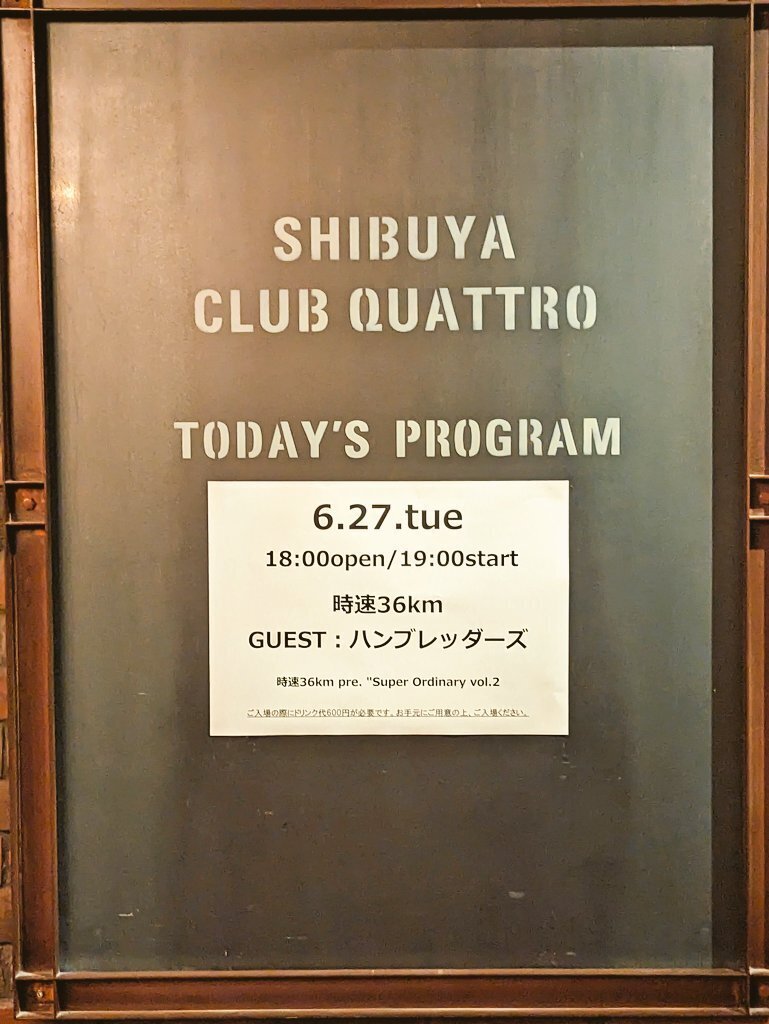 SHIBUYA
CLUB QUATTRO
TODAY'S PROGRAM
6.27.tue
18:00open/19:00start
時速36km
GUEST：ハンブレッダーズ
時速36km pre. "Super Ordinary vol.2
ご入場の際にドリンク代600円が必要です。お手元にご用意の上、ご入場ください。